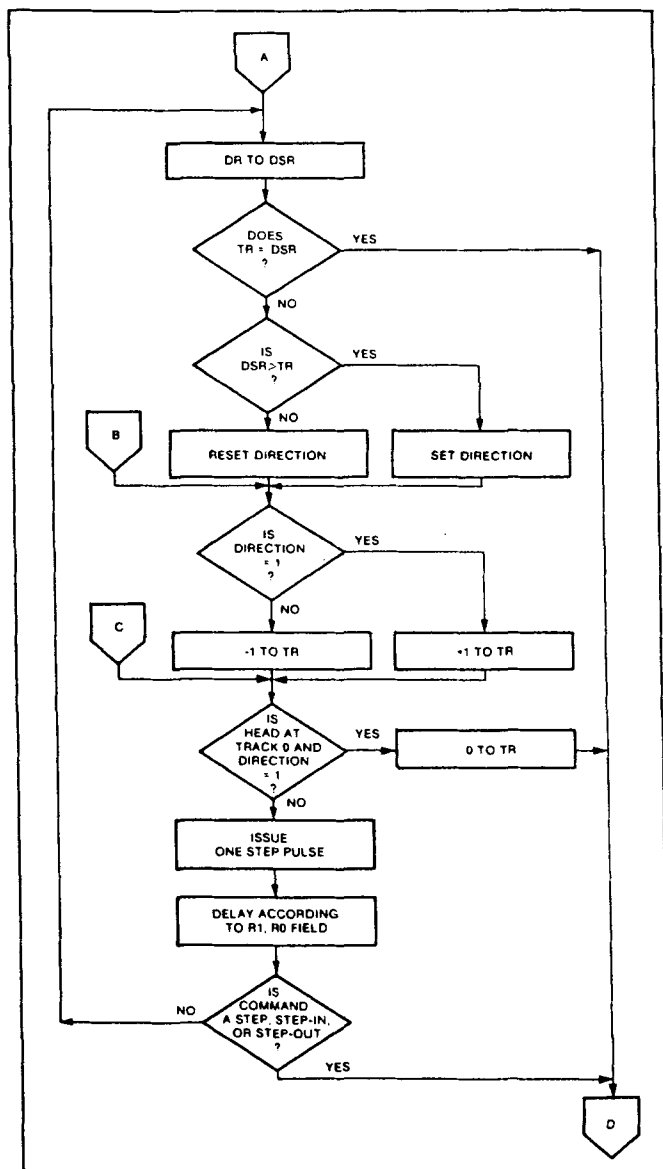 A
DR TO DSR
DOES
TR = DSR
?
YES
NO
IS
DSR>TR
?
YES
NO
B
RESET DIRECTION
SET DIRECTION
IS
DIRECTION
= 1
?
YES
NO
C
-1 TO TR
+1 TO TR
IS
HEAD AT
TRACK 0 AND
DIRECTION
= 1
?
YES
0 TO TR
NO
ISSUE
ONE STEP PULSE
DELAY ACCORDING
TO R1, R0 FIELD
IS
COMMAND
A STEP, STEP-IN,
OR STEP-OUT
?
NO
YES
D